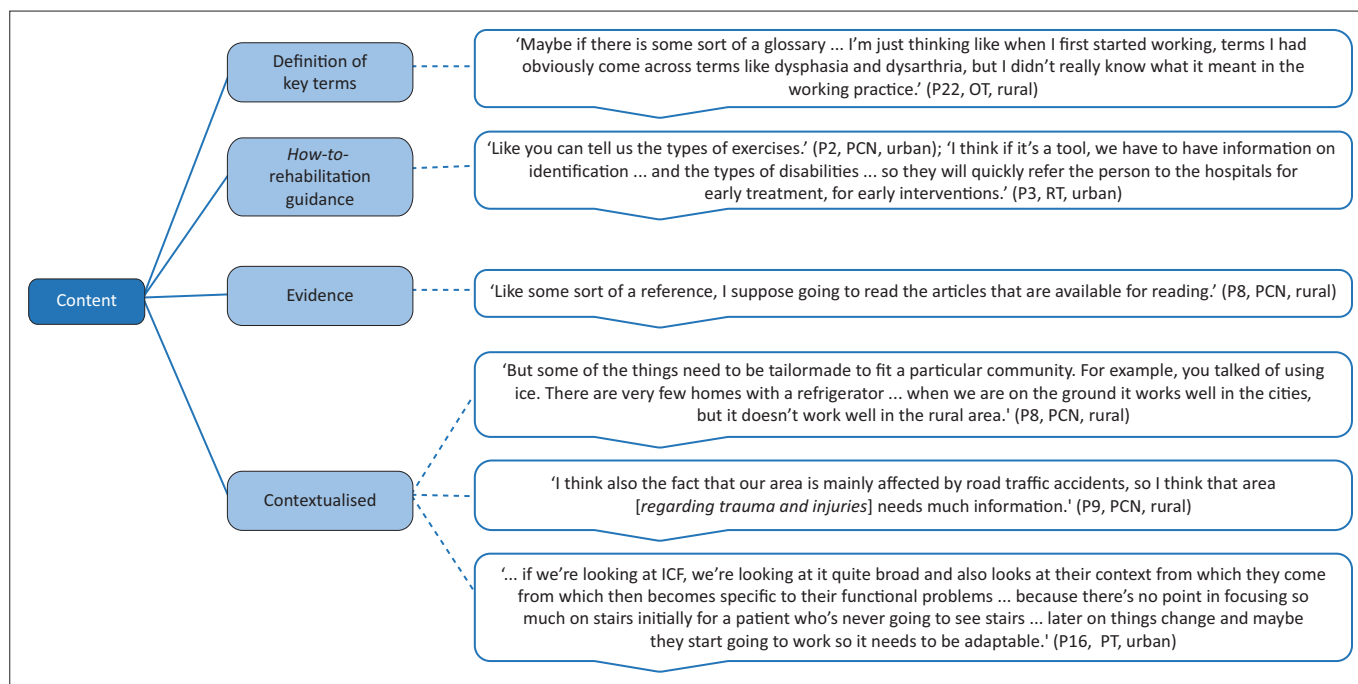 Definition of
key terms
‘Maybe if there is some sort of a glossary ... I’m just thinking like when I first started working, terms I had
obviously come across terms like dysphasia and dysarthria, but I didn’t really know what it meant in the
working practice.’ (P22, OT, rural)
How-to-
rehabilitation
guidance
‘Like you can tell us the types of exercises.’ (P2, PCN, urban); ‘I think if it’s a tool, we have to have information on
identification ... and the types of disabilities ... so they will quickly refer the person to the hospitals for
early treatment, for early interventions.’ (P3, RT, urban)
Content
Evidence
‘Like some sort of a reference, I suppose going to read the articles that are available for reading.’ (P8, PCN, rural)
Contextualised
‘But some of the things need to be tailormade to fit a particular community. For example, you talked of using
ice. There are very few homes with a refrigerator ... when we are on the ground it works well in the cities,
but it doesn’t work well in the rural area.' (P8, PCN, rural)
‘I think also the fact that our area is mainly affected by road traffic accidents, so I think that area
[regarding trauma and injuries] needs much information.' (P9, PCN, rural)
‘... if we’re looking at ICF, we’re looking at it quite broad and also looks at their context from which they come
from which then becomes specific to their functional problems ... because there’s no point in focusing so
much on stairs initially for a patient who’s never going to see stairs ... later on things change and maybe
they start going to work so it needs to be adaptable.' (P16, PT, urban)